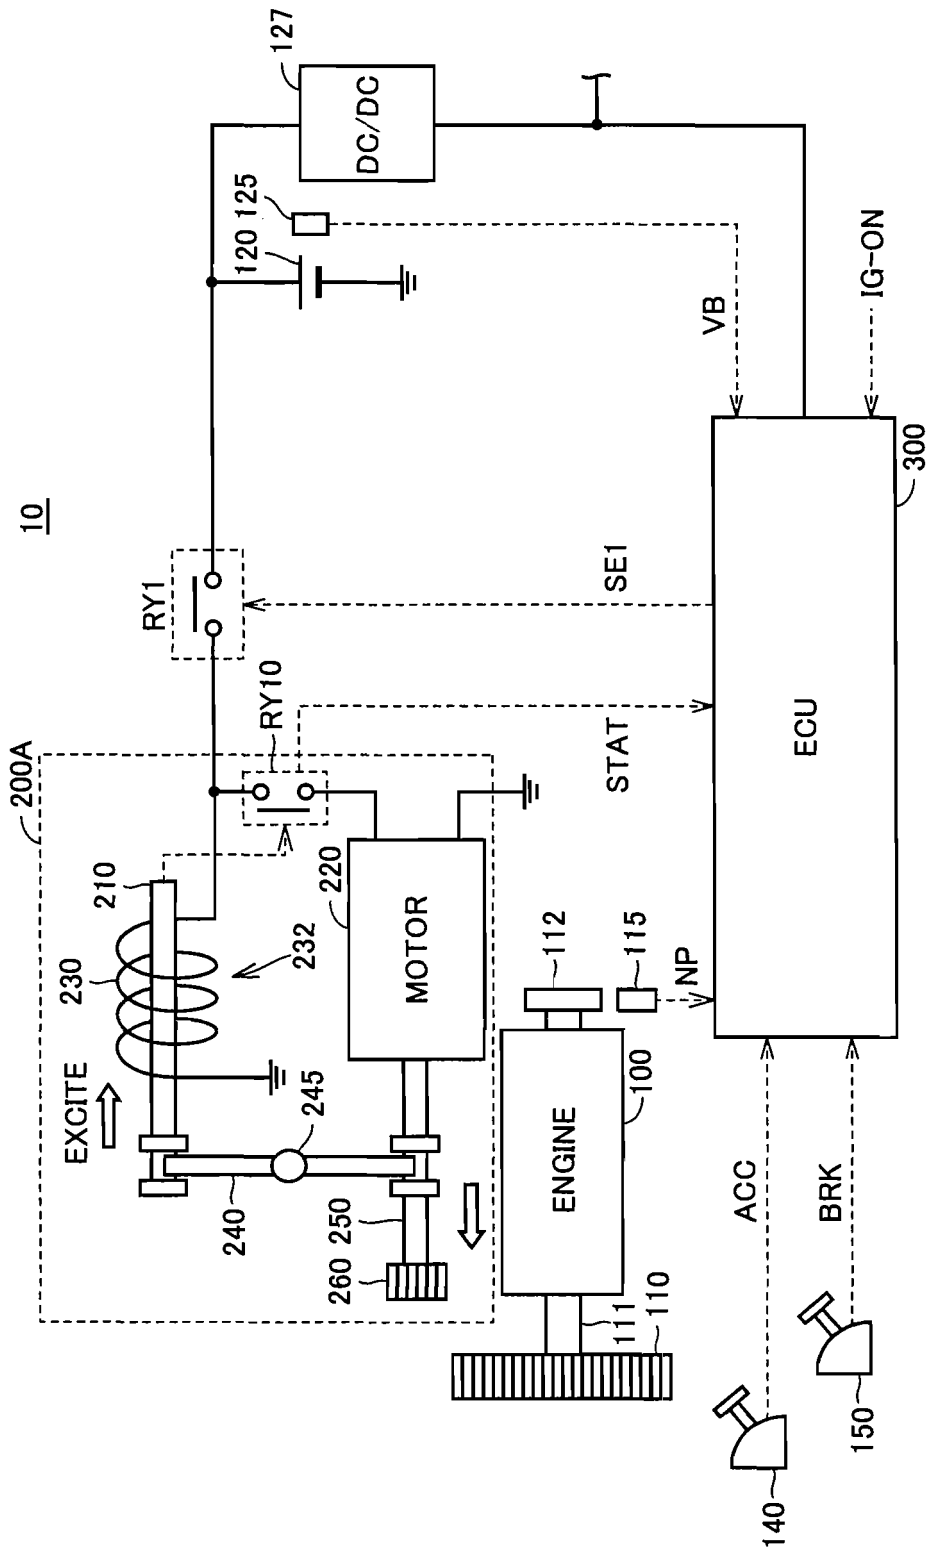 10
200A
EXCITE
230
210
RY1
120
125
127
DC/DC
232
RY10
240
245
220
MOTOR
250
260
STAT
SE1
VB
IG-ON
112
115
NP
ENGINE
100
111
110
ECU
300
ACC
BRK
140
150